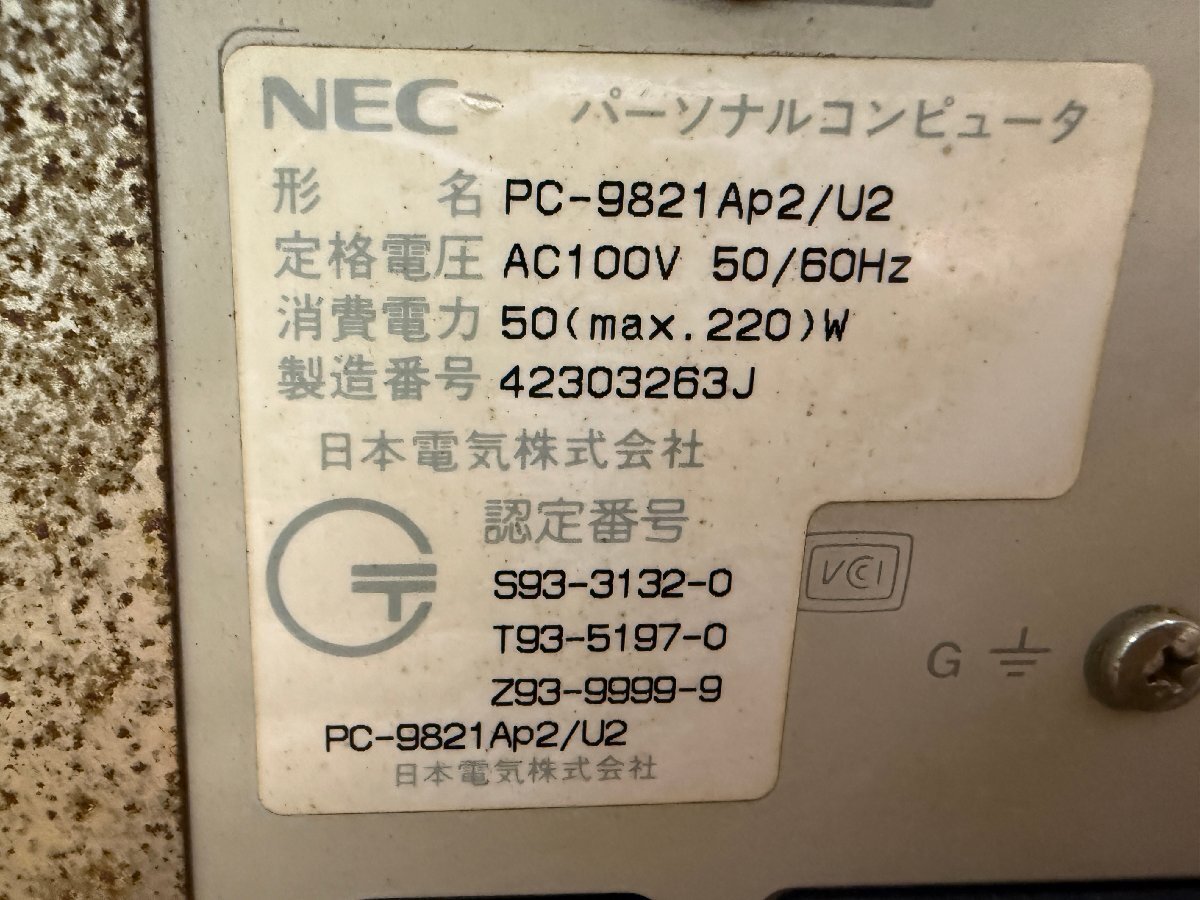 NEC パーソナルコンピュータ
形 名 PC-9821Ap2/U2
定格電圧 AC100V 50/60Hz
消費電力 50(max.220)W
製造番号 42303263J
日本電気株式会社
認定番号
S93-3132-0
T93-5197-0
Z93-9999-9
PC-9821Ap2/U2
日本電気株式会社
VCCI
G